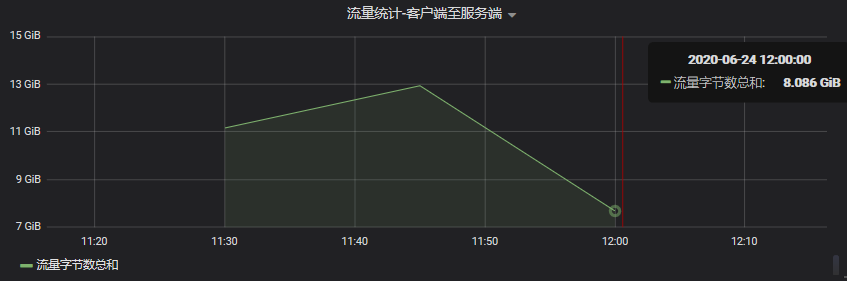 流量统计-客户端至服务端
15 GiB
13 GiB
11 GiB
9 GiB
7 GiB
2020-06-24 12:00:00
流量字节数总和: 8.086 GiB
11:20 11:30 11:40 11:50 12:00 12:10
流量字节数总和